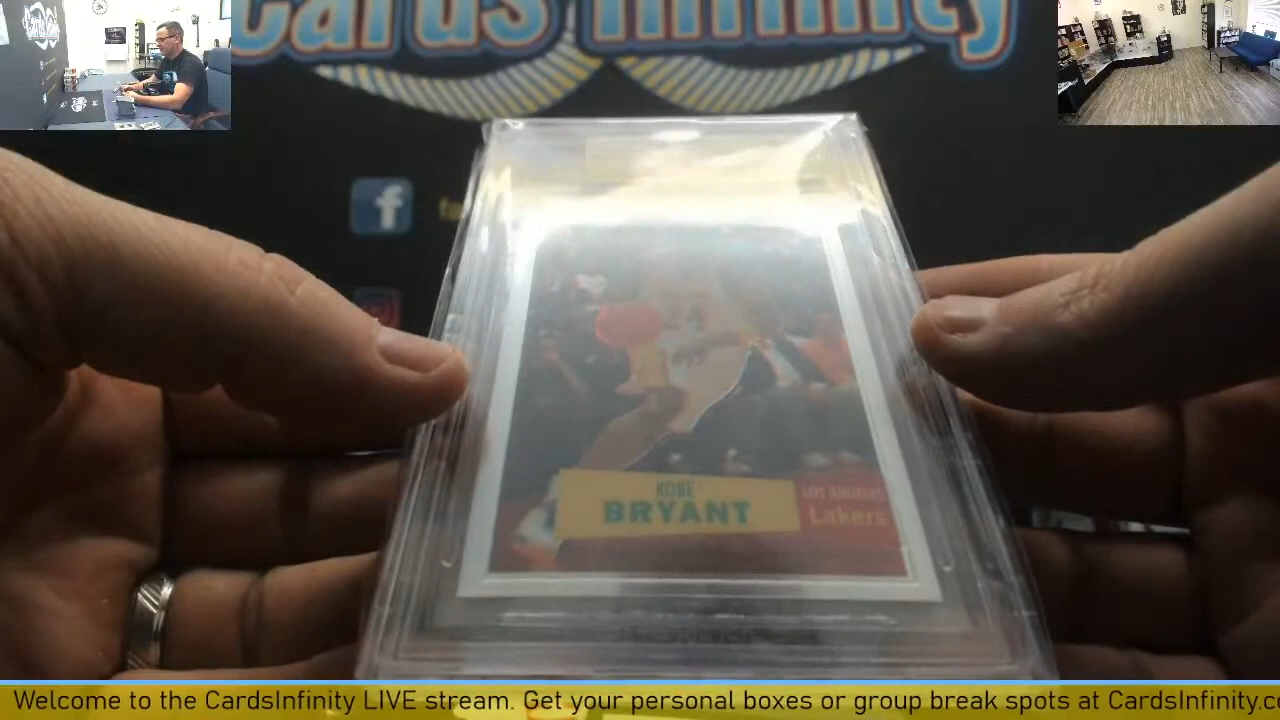 Cards Infinity
f
KOBE
BRYANT
LOS ANGELES
Lakers
Welcome to the CardsInfinity LIVE stream. Get your personal boxes or group break spots at CardsInfinity.c